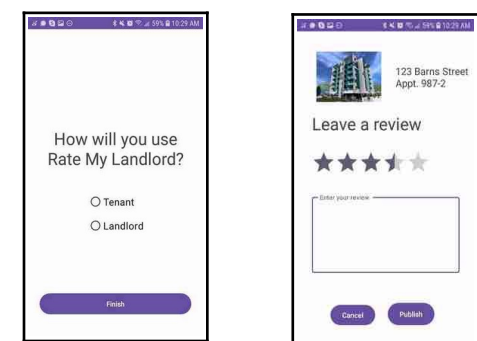 59% 10:29 AM
How will you use
Rate My Landlord?
Tenant
Landlord
Finish
59% 10:29 AM
123 Barns Street
Appt. 987-2
Leave a review
Enter your review
Cancel
Publish